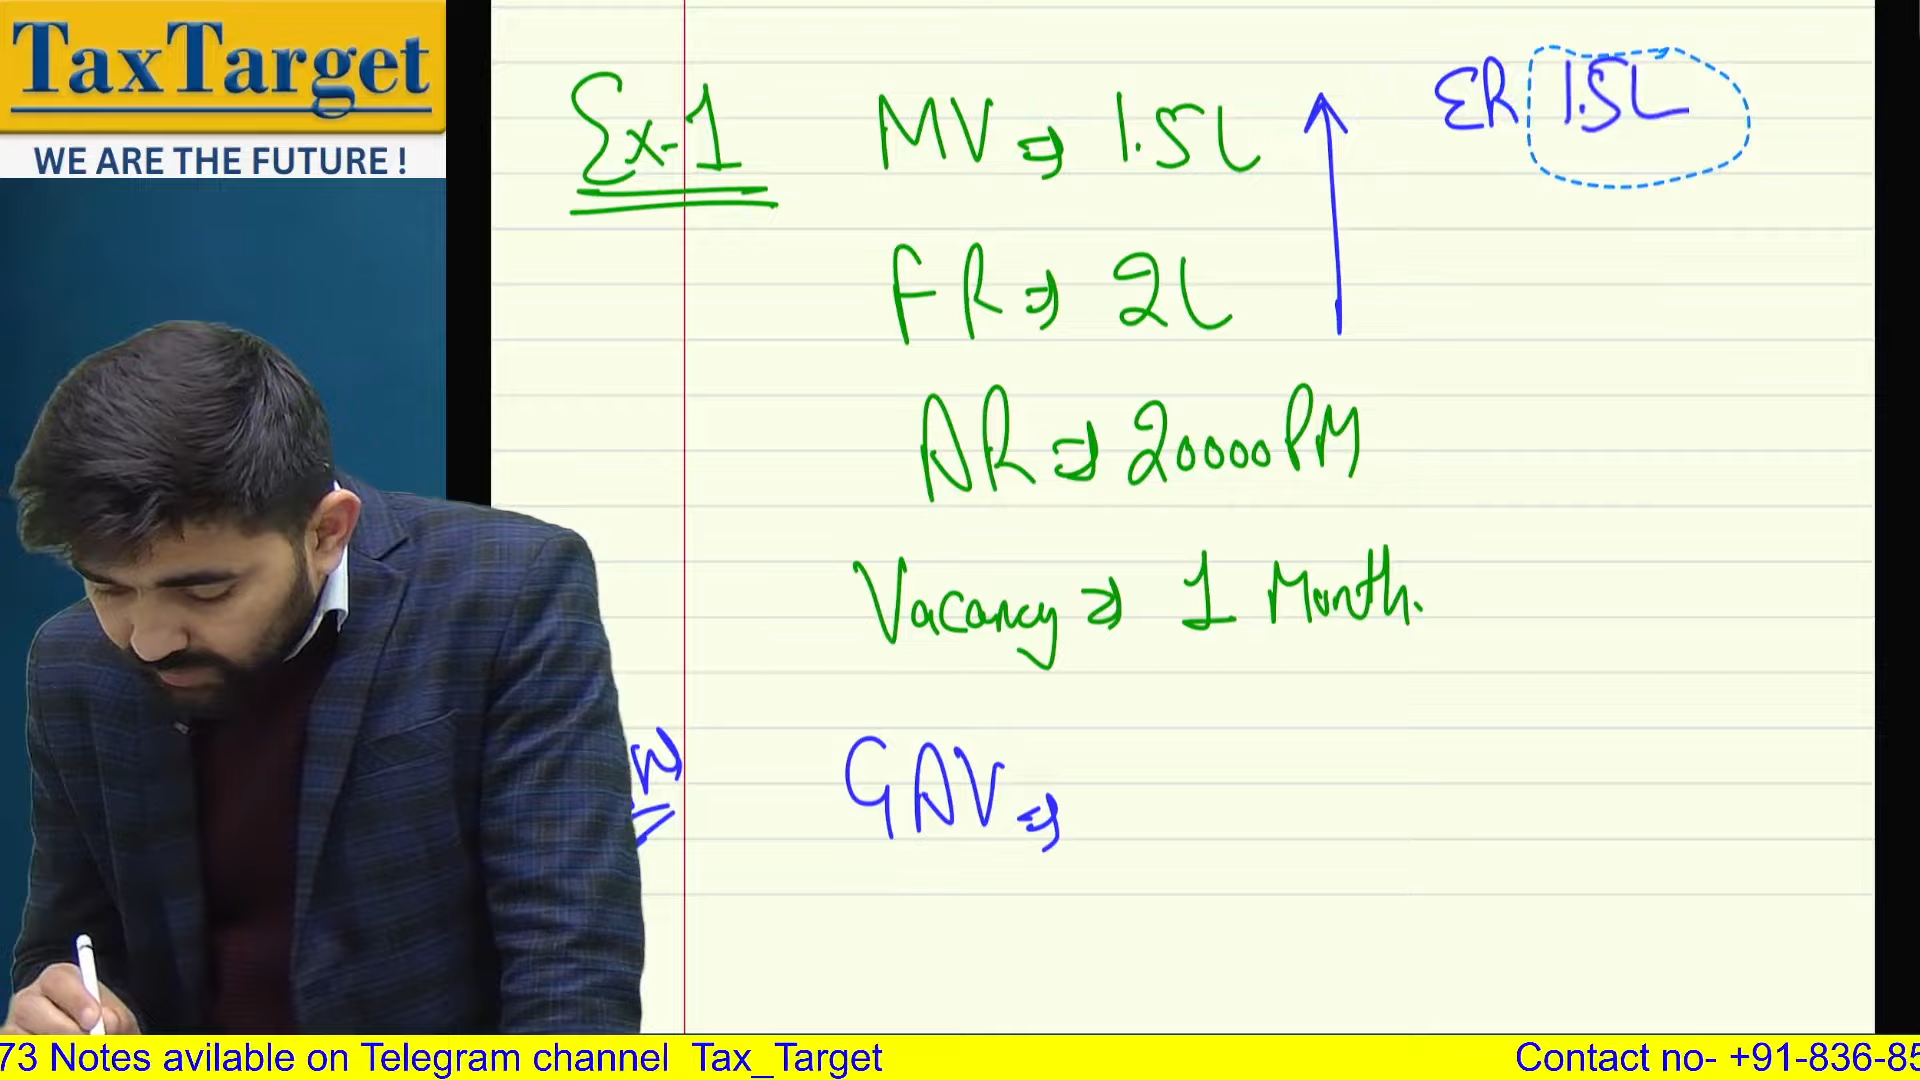 TaxTarget
WE ARE THE FUTURE !
Ex-1
MV ⇒ 1.5L
ER 1.5L
FR ⇒ 2L
AR ⇒ 20000 PM
Vacancy ⇒ 1 Month.
GAV ⇒
73 Notes avilable on Telegram channel Tax_Target
Contact no- +91-836-85